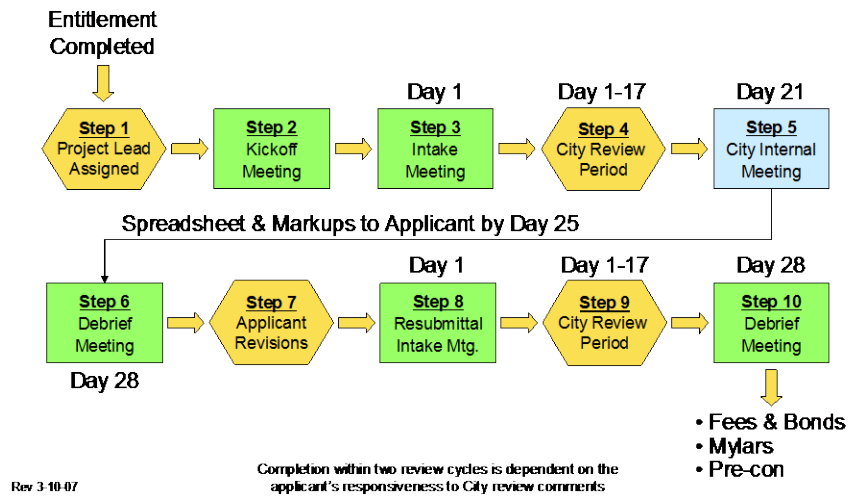 Entitlement
Completed
Day 1
Day 1-17
Day 21
Step 1
Project Lead
Assigned
Step 2
Kickoff
Meeting
Step 3
Intake
Meeting
Step 4
City Review
Period
Step 5
City Internal
Meeting
Spreadsheet & Markups to Applicant by Day 25
Day 1
Day 1-17
Day 28
Step 6
Debrief
Meeting
Day 28
Step 7
Applicant
Revisions
Step 8
Resubmittal
Intake Mtg.
Step 9
City Review
Period
Step 10
Debrief
Meeting
• Fees & Bonds
• Mylars
• Pre-con
Rev 3-10-07
Completion within two review cycles is dependent on the
applicant's responsiveness to City review comments